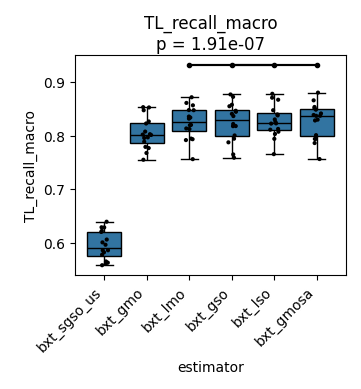 TL_recall_macro
p = 1.91e-07
TL_recall_macro
0.9
0.8
0.7
0.6
bxt_sgso_us
bxt_gmo
bxt_lmo
bxt_gso
bxt_lso
bxt_gmosa
estimator